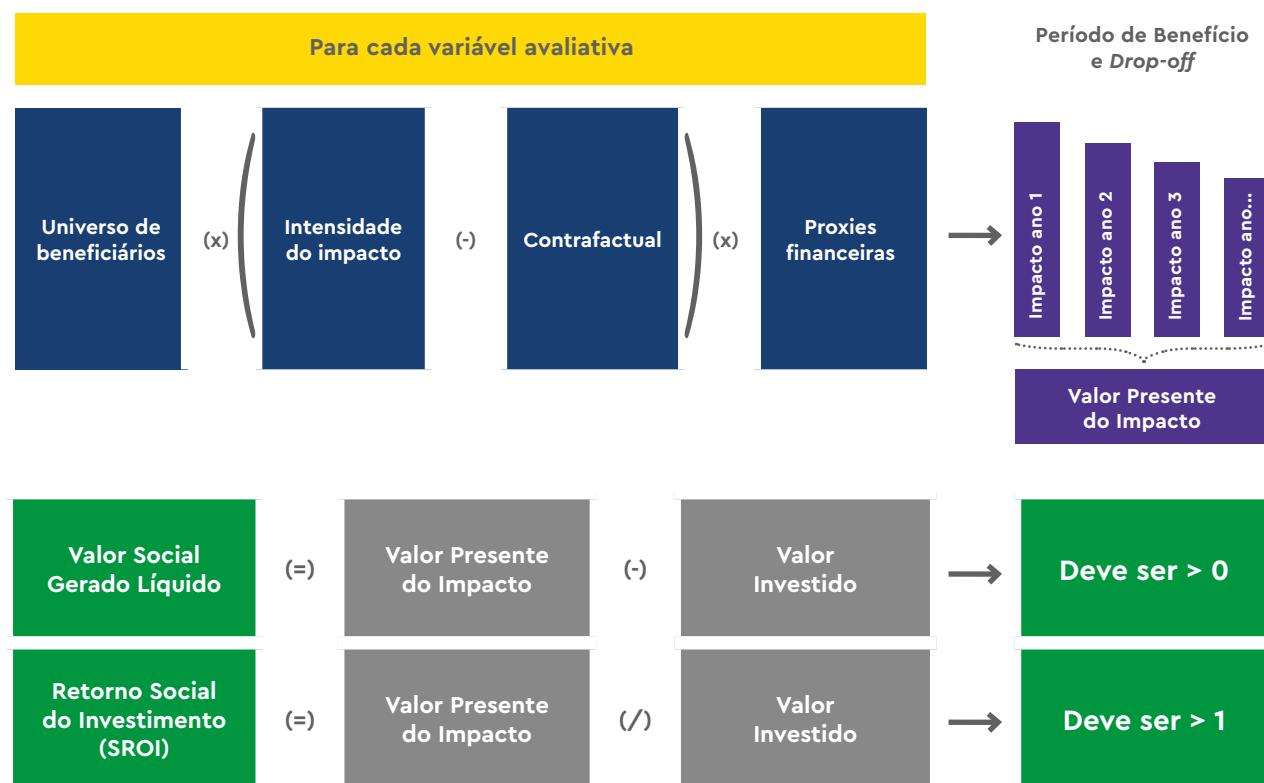 Para cada variável avaliativa
Período de Benefício
e Drop-off
Universo de
beneficiários
(x)
Intensidade
do impacto
(-)
Contrafactual
(x)
Proxies
financeiras
Impacto ano 1
Impacto ano 2
Impacto ano 3
Impacto ano...
Valor Presente
do Impacto
Valor Social
Gerado Líquido
(=)
Valor Presente
do Impacto
(-)
Valor
Investido
Deve ser > 0
Retorno Social
do Investimento
(SROI)
(=)
Valor Presente
do Impacto
(/)
Valor
Investido
Deve ser > 1